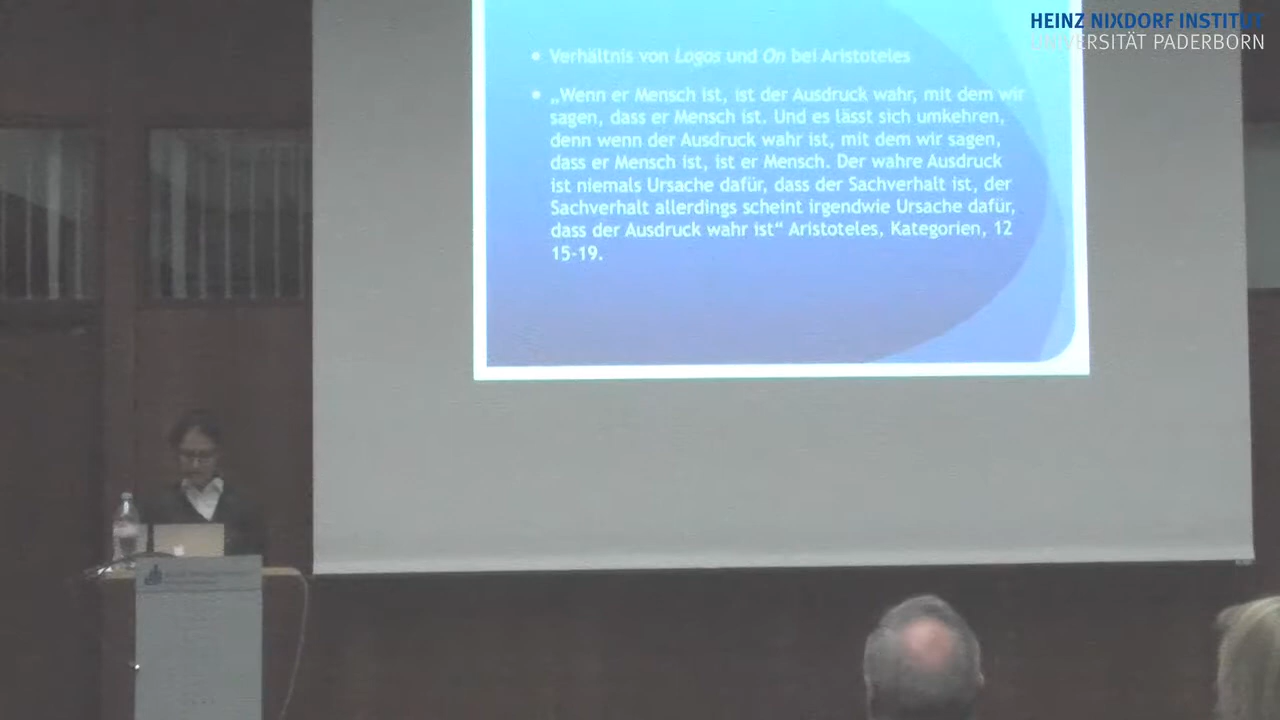 HEINZ NIXDORF INSTITUT
UNIVERSITÄT PADERBORN
• Verhältnis von Logos und On bei Aristoteles
• „Wenn er Mensch ist, ist der Ausdruck wahr, mit dem wir
sagen, dass er Mensch ist. Und es lässt sich umkehren,
denn wenn der Ausdruck wahr ist, mit dem wir sagen,
dass er Mensch ist, ist er Mensch. Der wahre Ausdruck
ist niemals Ursache dafür, dass der Sachverhalt ist, der
Sachverhalt allerdings scheint irgendwie Ursache dafür,
dass der Ausdruck wahr ist“ Aristoteles, Kategorien, 12
15-19.